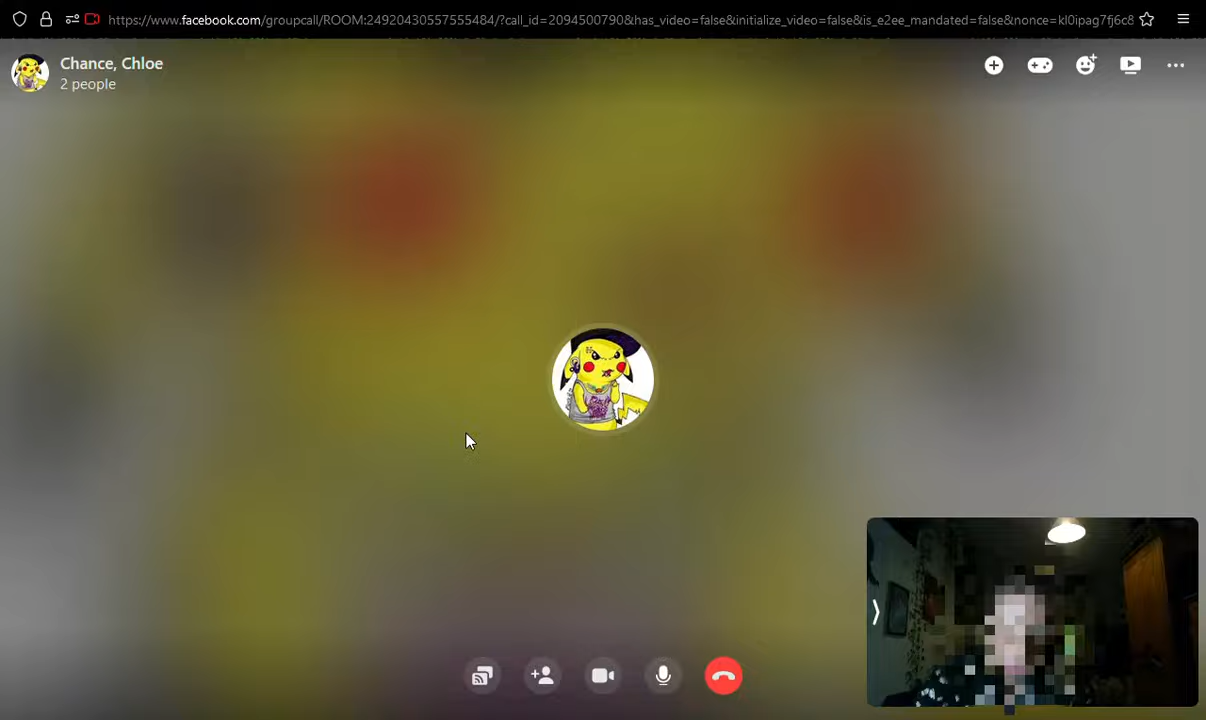 https://www.facebook.com/groupcall/ROOM:24920430557555484/?call_id=2094500790&has_video=false&initialize_video=false&is_e2ee_mandated=false&nonce=kl0ipag7fj6c8
Chance, Chloe
2 people